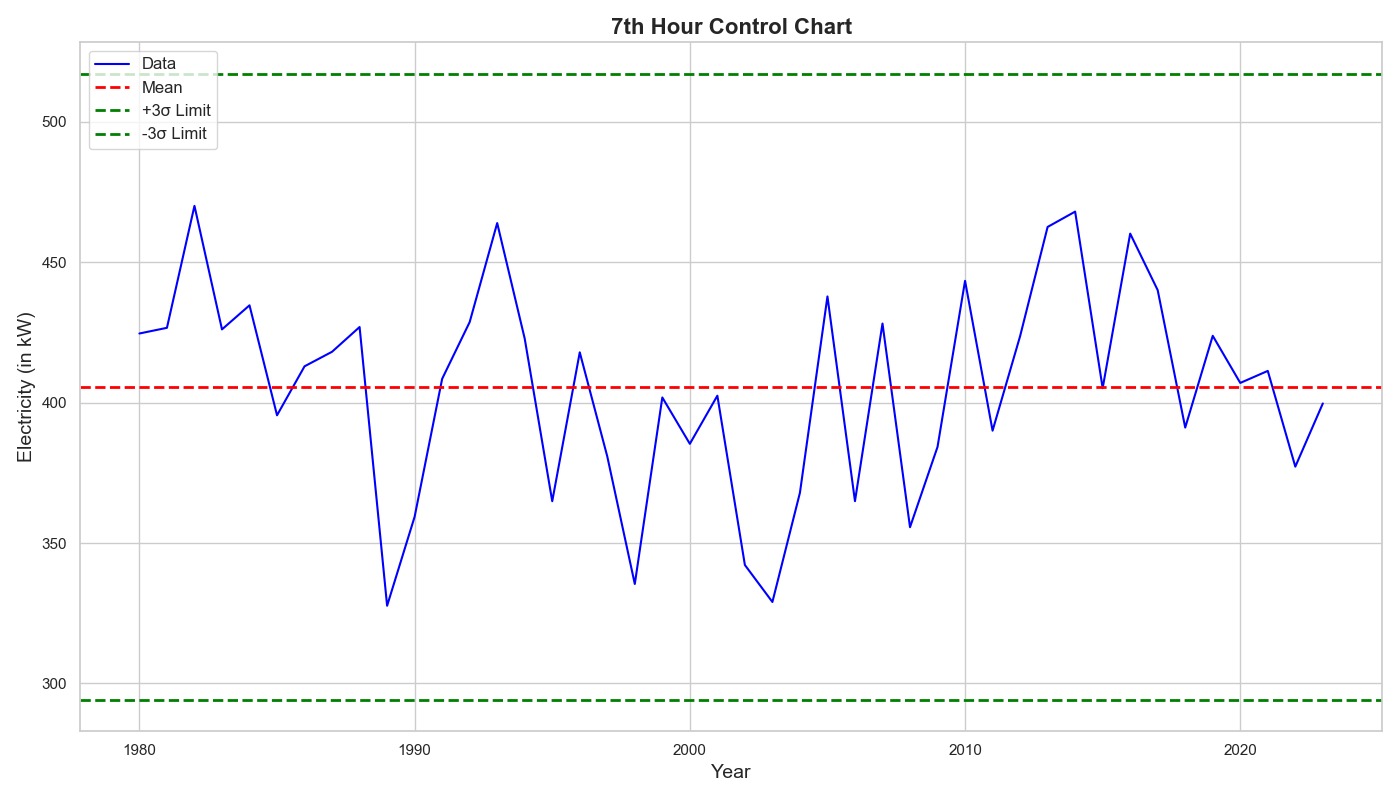 7th Hour Control Chart
Data
Mean
+3σ Limit
-3σ Limit
500
450
400
350
300
Electricity (in kW)
1980
1990
2000
2010
2020
Year